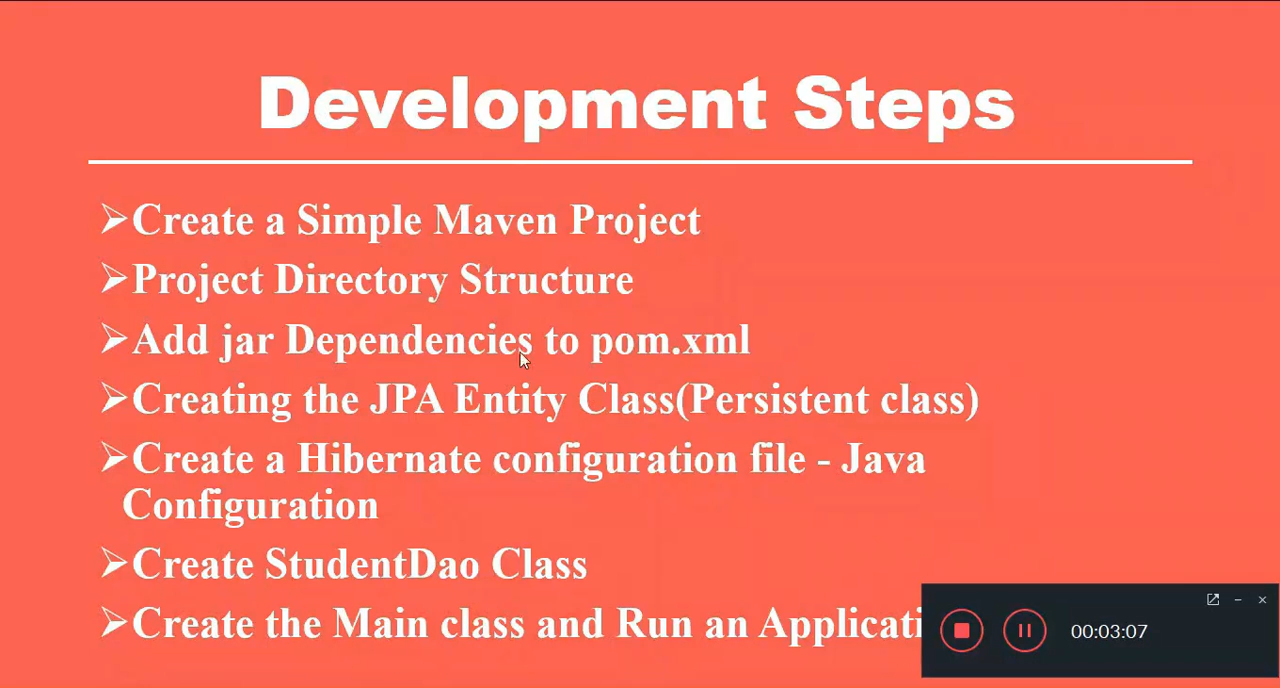 Development Steps
➢Create a Simple Maven Project
➢Project Directory Structure
➢Add jar Dependencies to pom.xml
➢Creating the JPA Entity Class(Persistent class)
➢Create a Hibernate configuration file - Java
Configuration
➢Create StudentDao Class
➢Create the Main class and Run an Applicati
00:03:07